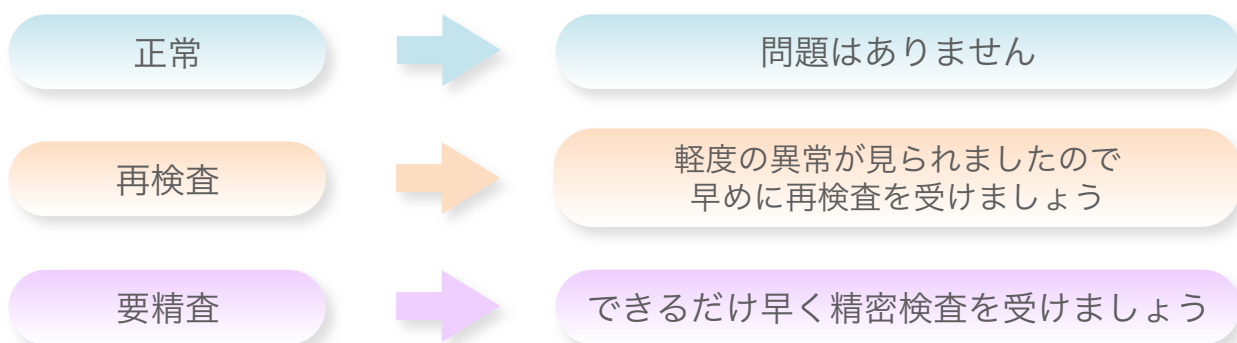 正常
問題はありません
再検査
軽度の異常が見られましたので
早めに再検査を受けましょう
要精査
できるだけ早く精密検査を受けましょう